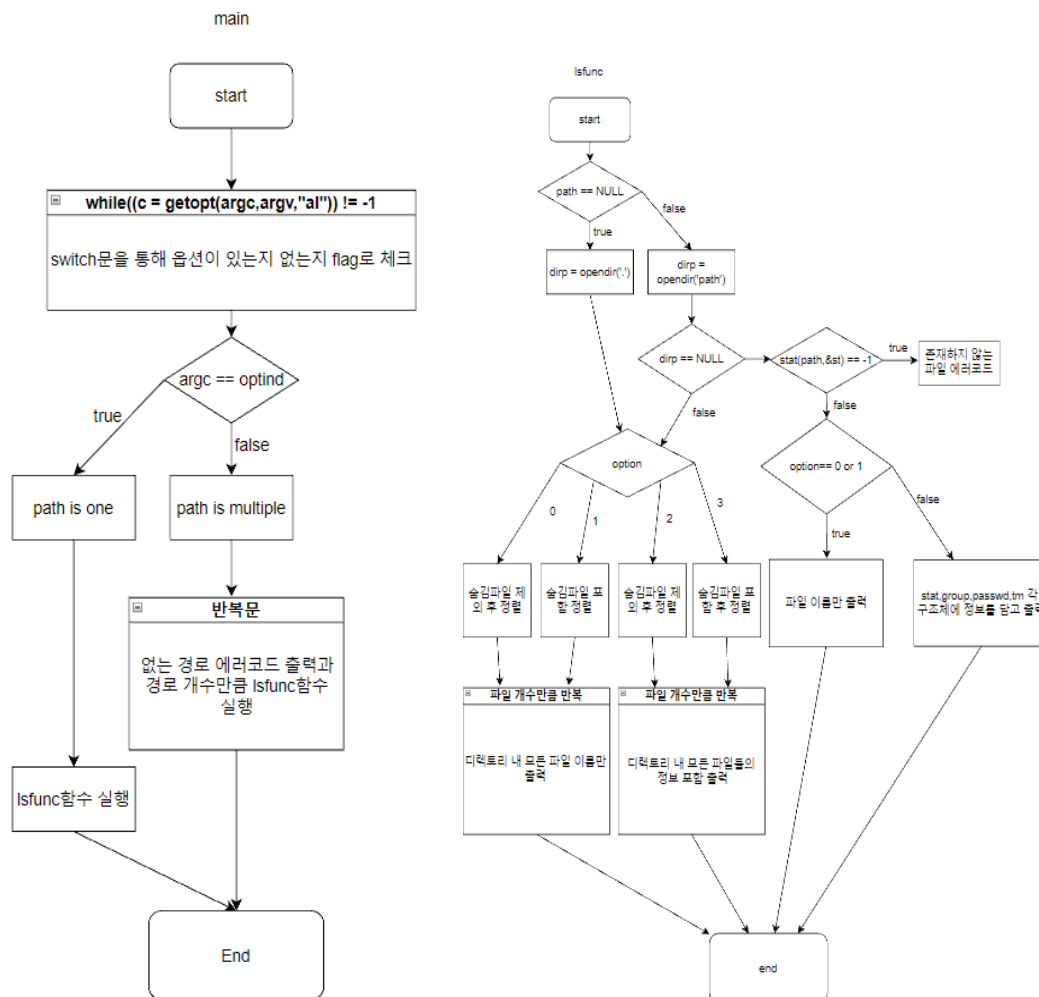 main
start
while((c = getopt(argc,argv,"al")) != -1
switch문을 통해 옵션이 있는지 없는지 flag로 체크
argc == optind
true
false
path is one
path is multiple
반복문
없는 경로 에러코드 출력과
경로 개수만큼 lsfunc함수
실행
lsfunc함수 실행
End
lsfunc
start
path == NULL
false
true
dirp = opendir('.')
dirp =
opendir('path')
dirp == NULL
stat(path,&st) == -1
true
존재하지 않는
파일 에러코드
false
false
option
option== 0 or 1
0
1
2
3
false
true
숨김파일 제
외 후 정렬
숨김파일 포
함 정렬
숨김파일 제
외 후 정렬
숨김파일 포
함 후 정렬
파일 이름만 출력
stat,group,passwd,tm 각
구조체에 정보를 담고 출력
파일 개수만큼 반복
디렉토리 내 모든 파일 이름만
출력
파일 개수만큼 반복
디렉토리 내 모든 파일들의
정보 포함 출력
end